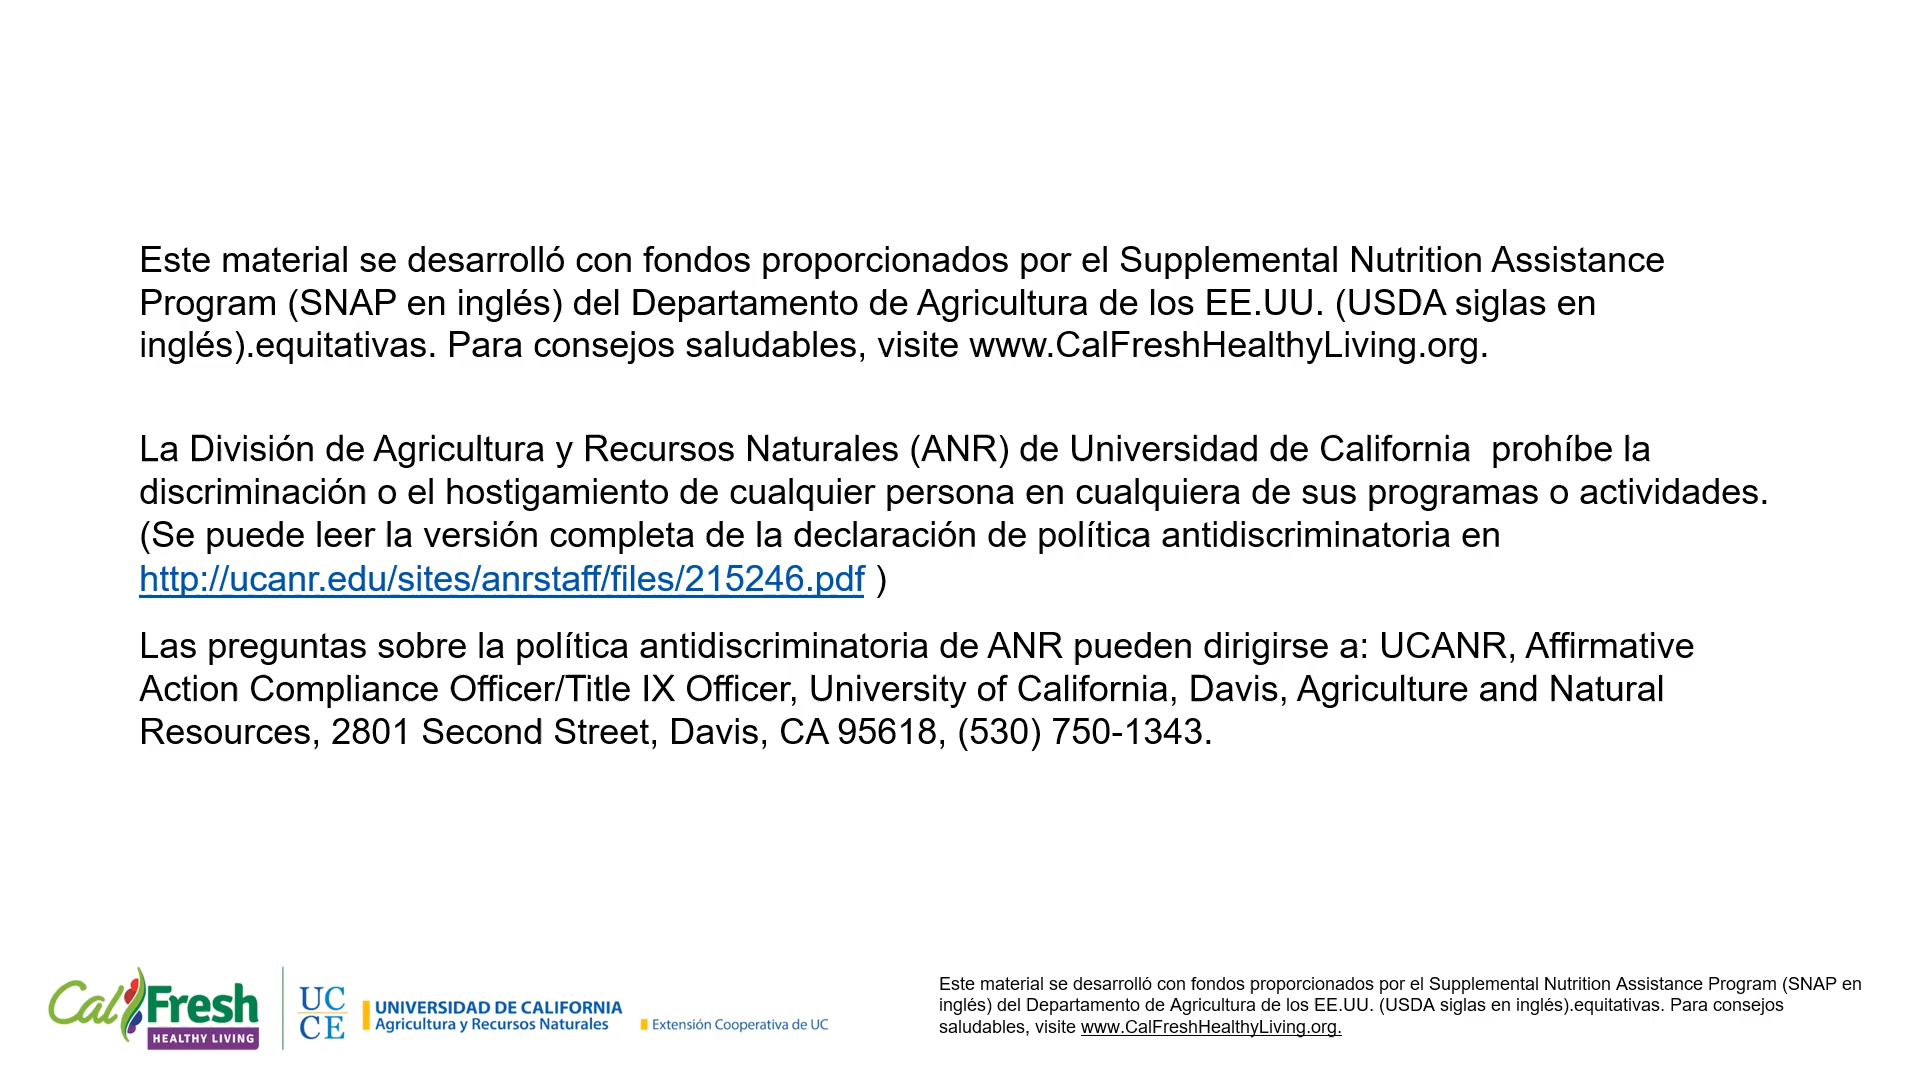 Este material se desarrolló con fondos proporcionados por el Supplemental Nutrition Assistance
Program (SNAP en inglés) del Departamento de Agricultura de los EE.UU. (USDA siglas en
inglés).equitativas. Para consejos saludables, visite www.CalFreshHealthyLiving.org.
La División de Agricultura y Recursos Naturales (ANR) de Universidad de California  prohíbe la
discriminación o el hostigamiento de cualquier persona en cualquiera de sus programas o actividades.
(Se puede leer la versión completa de la declaración de política antidiscriminatoria en
http://ucanr.edu/sites/anrstaff/files/215246.pdf )
Las preguntas sobre la política antidiscriminatoria de ANR pueden dirigirse a: UCANR, Affirmative
Action Compliance Officer/Title IX Officer, University of California, Davis, Agriculture and Natural
Resources, 2801 Second Street, Davis, CA 95618, (530) 750-1343.
CalFresh
HEALTHY LIVING
UC
CE
UNIVERSIDAD DE CALIFORNIA
Agricultura y Recursos Naturales
Extensión Cooperativa de UC
Este material se desarrolló con fondos proporcionados por el Supplemental Nutrition Assistance Program (SNAP en
inglés) del Departamento de Agricultura de los EE.UU. (USDA siglas en inglés).equitativas. Para consejos
saludables, visite www.CalFreshHealthyLiving.org.